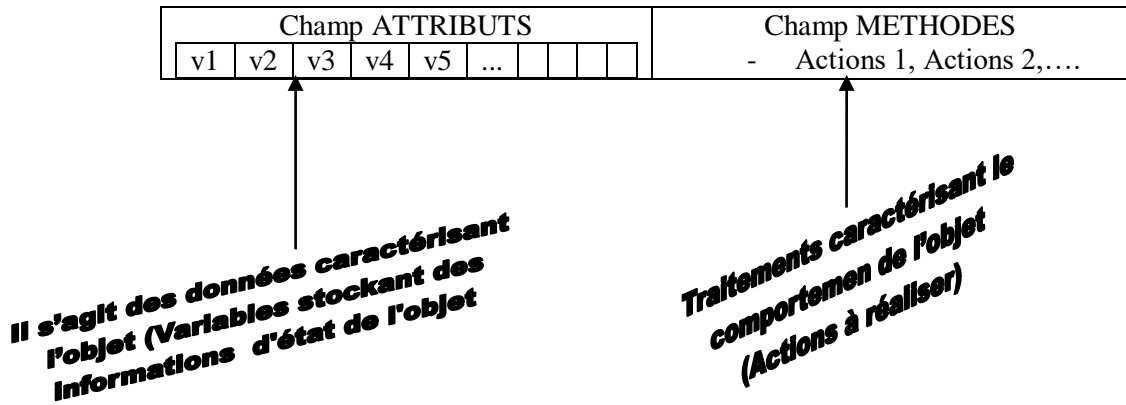 Champ ATTRIBUTS
v1 v2 v3 v4 v5 ...
Champ METHODES
- Actions 1, Actions 2,….
Il s’agit des données caractérisant
l’objet (Variables stockant des
informations d'état de l'objet
Traitements caractérisant le
comportemen de l’objet
(Actions à réaliser)